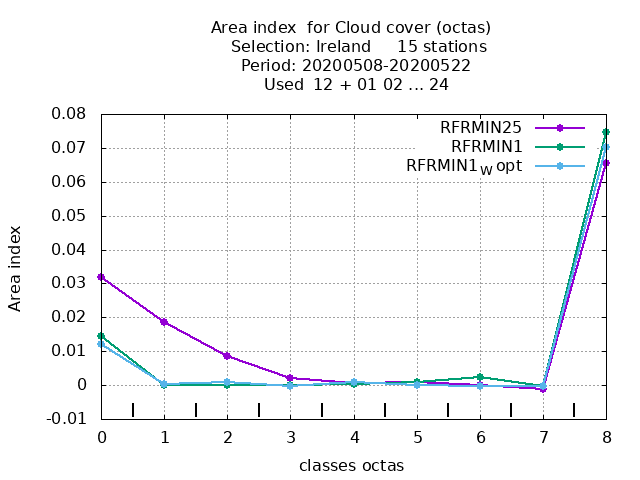 Area index  for Cloud cover (octas)
Selection: Ireland     15 stations
Period: 20200508-20200522
Used  12 + 01 02 ... 24
RFRMIN25
RFRMIN1
RFRMIN1W opt
0.08
0.07
0.06
0.05
0.04
0.03
0.02
0.01
0
-0.01
Area index
0 1 2 3 4 5 6 7 8
classes octas